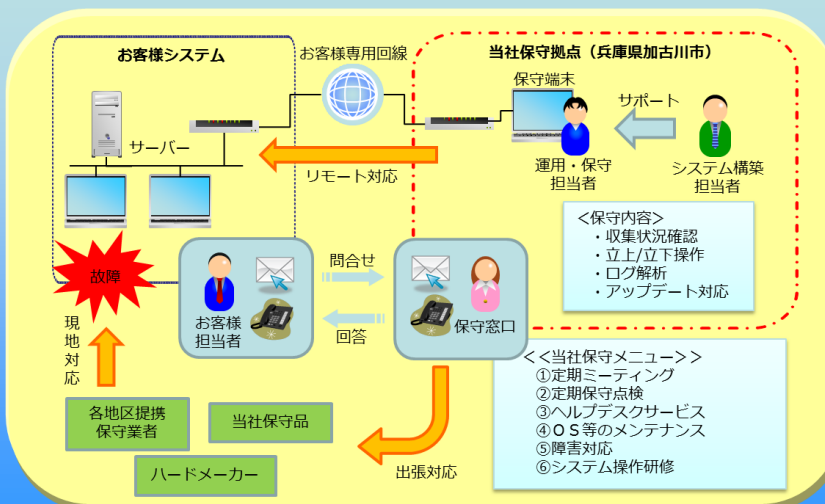 お客様システム
お客様専用回線
当社保守拠点（兵庫県加古川市）
保守端末
サポート
サーバー
リモート対応
運用・保守
担当者
システム構築
担当者
＜保守内容＞
・収集状況確認
・立上/立下操作
・ログ解析
・アップデート対応
故障
問合せ
お客様
担当者
回答
保守窓口
現
地
対
応
＜＜当社保守メニュー＞＞
①定期ミーティング
②定期保守点検
③ヘルプデスクサービス
④ＯＳ等のメンテナンス
⑤障害対応
⑥システム操作研修
各地区提携
保守業者
当社保守品
ハードメーカー
出張対応